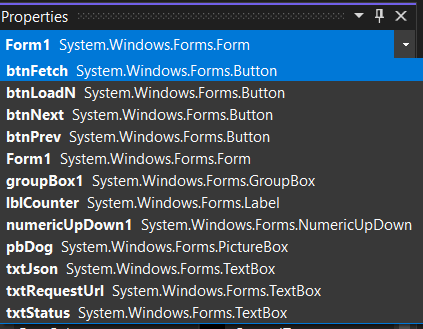 Properties
Form1 System.Windows.Forms.Form
btnFetch System.Windows.Forms.Button
btnLoadN System.Windows.Forms.Button
btnNext System.Windows.Forms.Button
btnPrev System.Windows.Forms.Button
Form1 System.Windows.Forms.Form
groupBox1 System.Windows.Forms.GroupBox
lblCounter System.Windows.Forms.Label
numericUpDown1 System.Windows.Forms.NumericUpDown
pbDog System.Windows.Forms.PictureBox
txtJson System.Windows.Forms.TextBox
txtRequestUrl System.Windows.Forms.TextBox
txtStatus System.Windows.Forms.TextBox